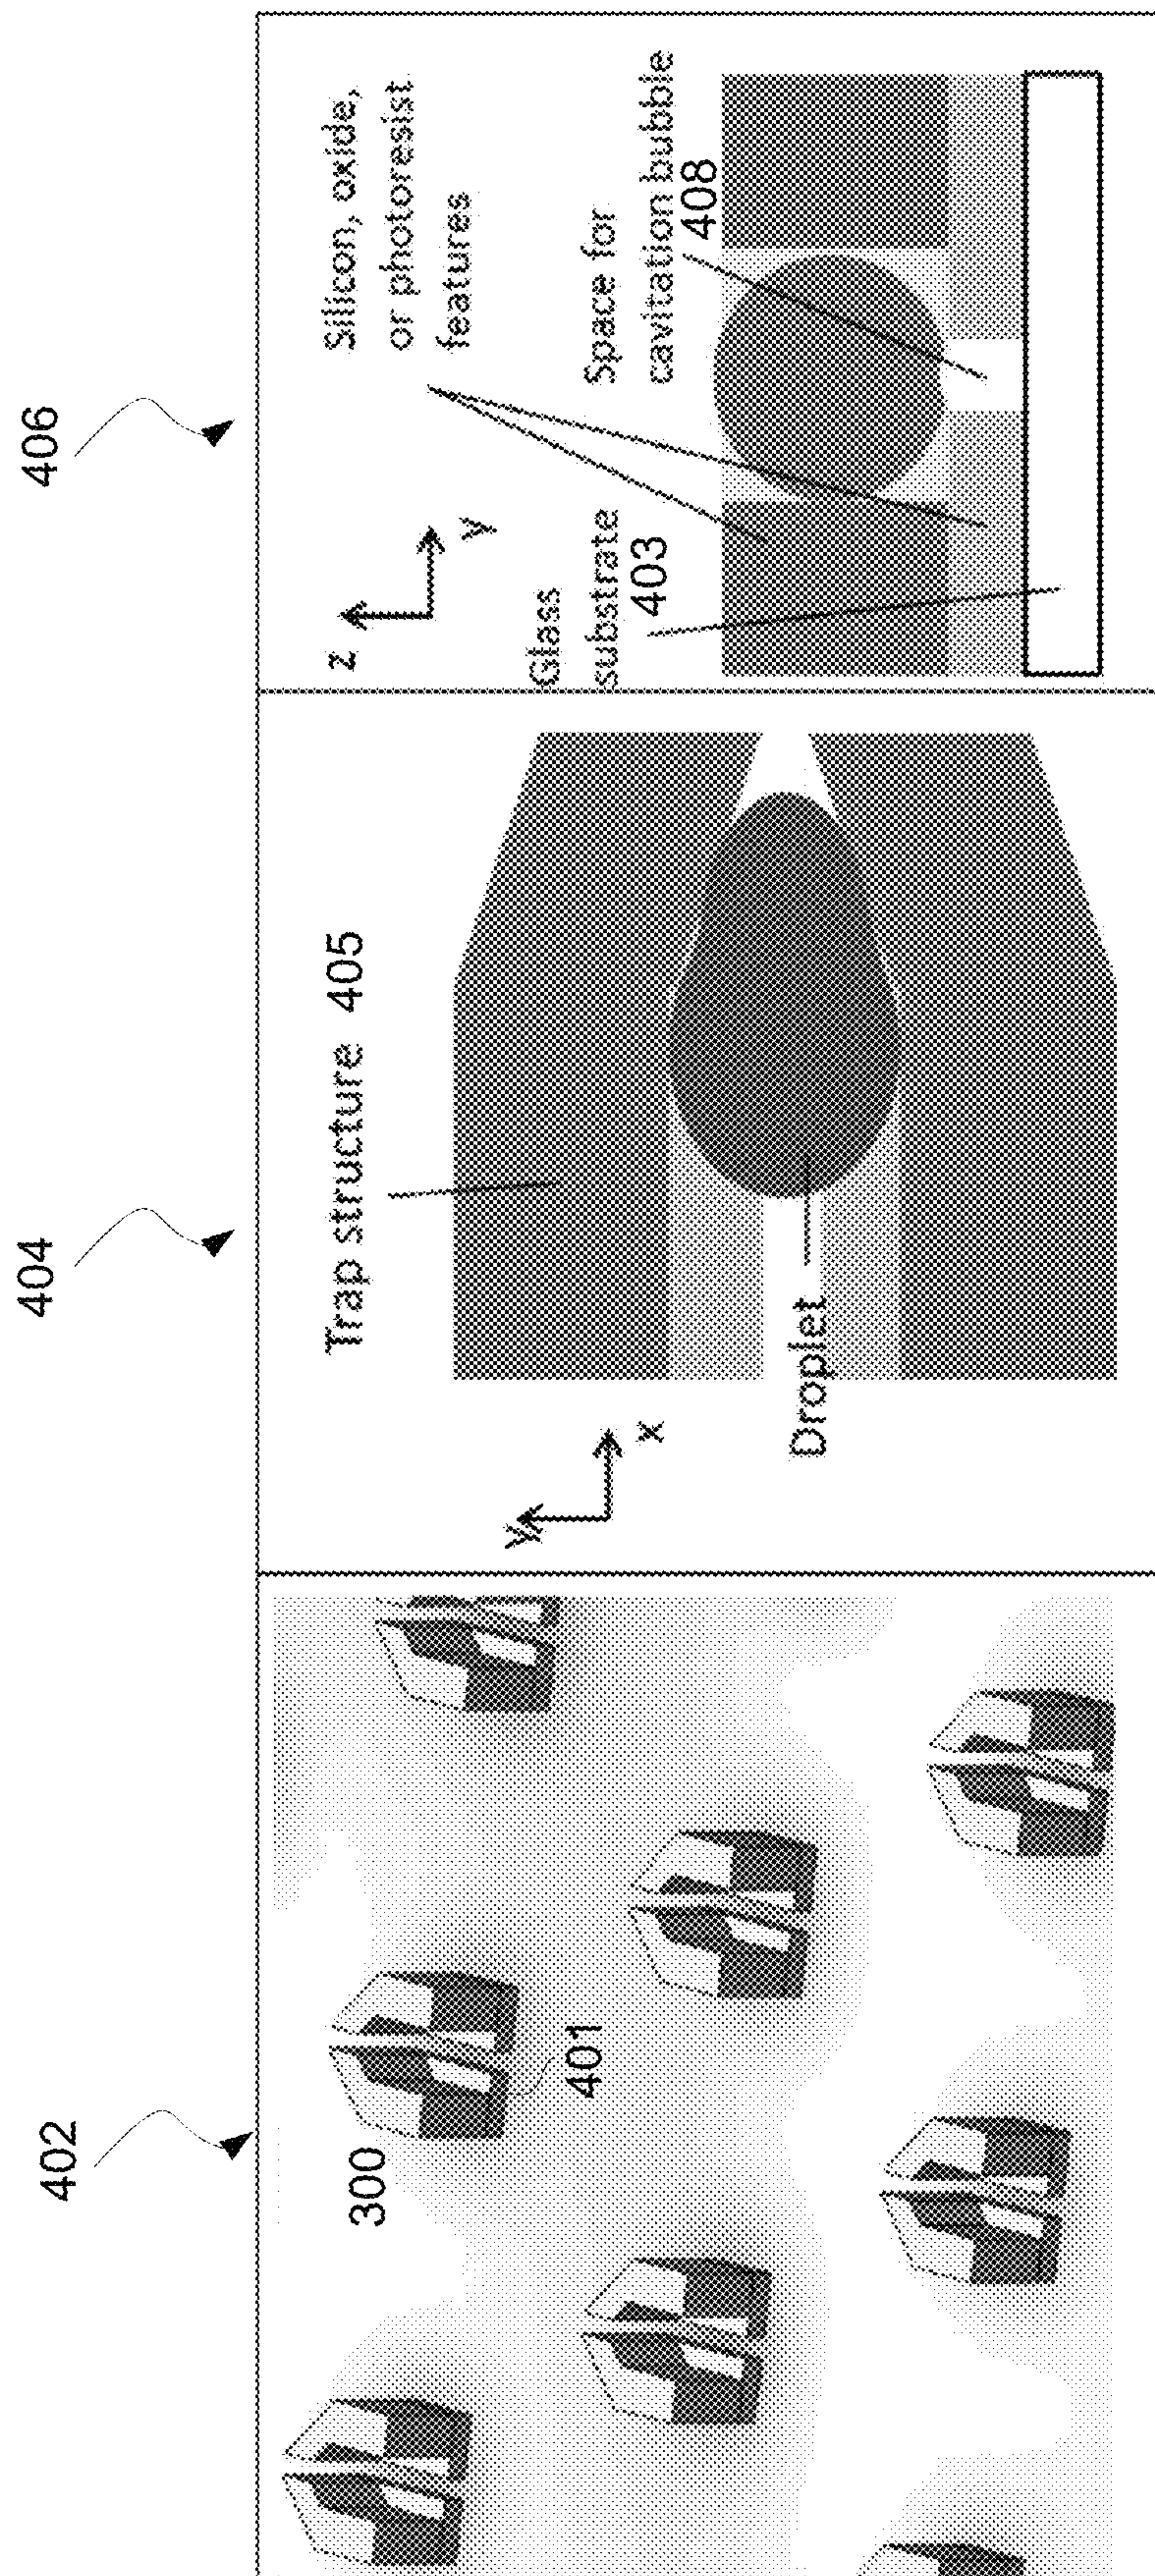 402
404
406
300
401
Trap structure 405
y
x
Droplet
z
y
Silicon, oxide,
or photoresist
features
Glass
substrate
403
Space for
cavitation bubble
408